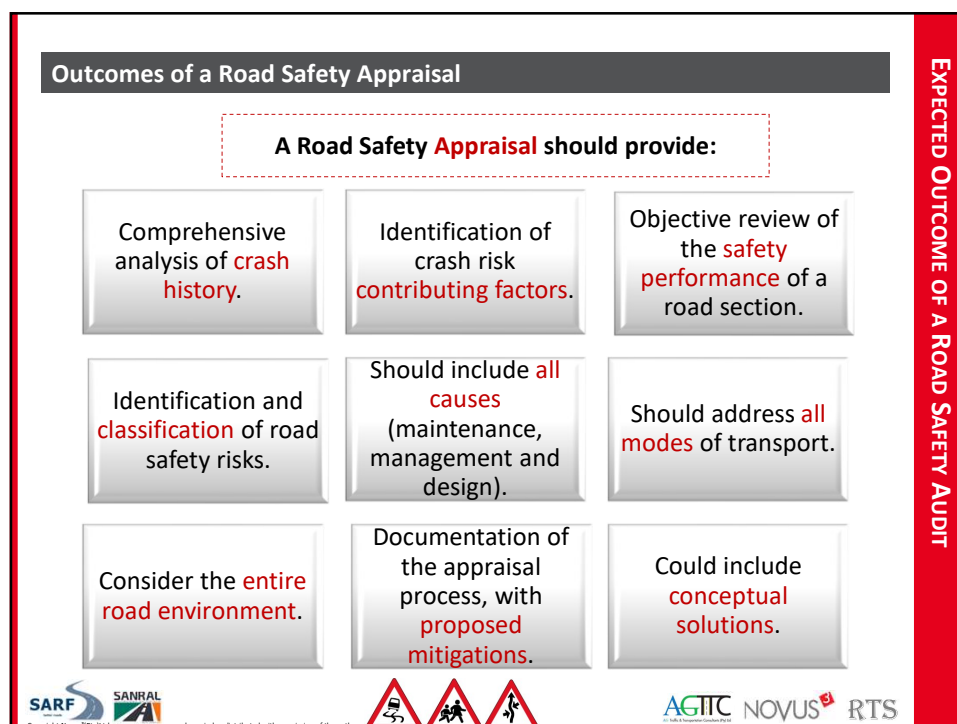 Outcomes of a Road Safety Appraisal
A Road Safety Appraisal should provide:
Comprehensive
analysis of crash
history.
Identification of
crash risk
contributing factors.
Objective review of
the safety
performance of a
road section.
Identification and
classification of road
safety risks.
Should include all
causes
(maintenance,
management and
design).
Should address all
modes of transport.
Consider the entire
road environment.
Documentation of
the appraisal
process, with
proposed
mitigations.
Could include
conceptual
solutions.
EXPECTED OUTCOME OF A ROAD SAFETY AUDIT
SARF
SANRAL
NOVUS3
RTS